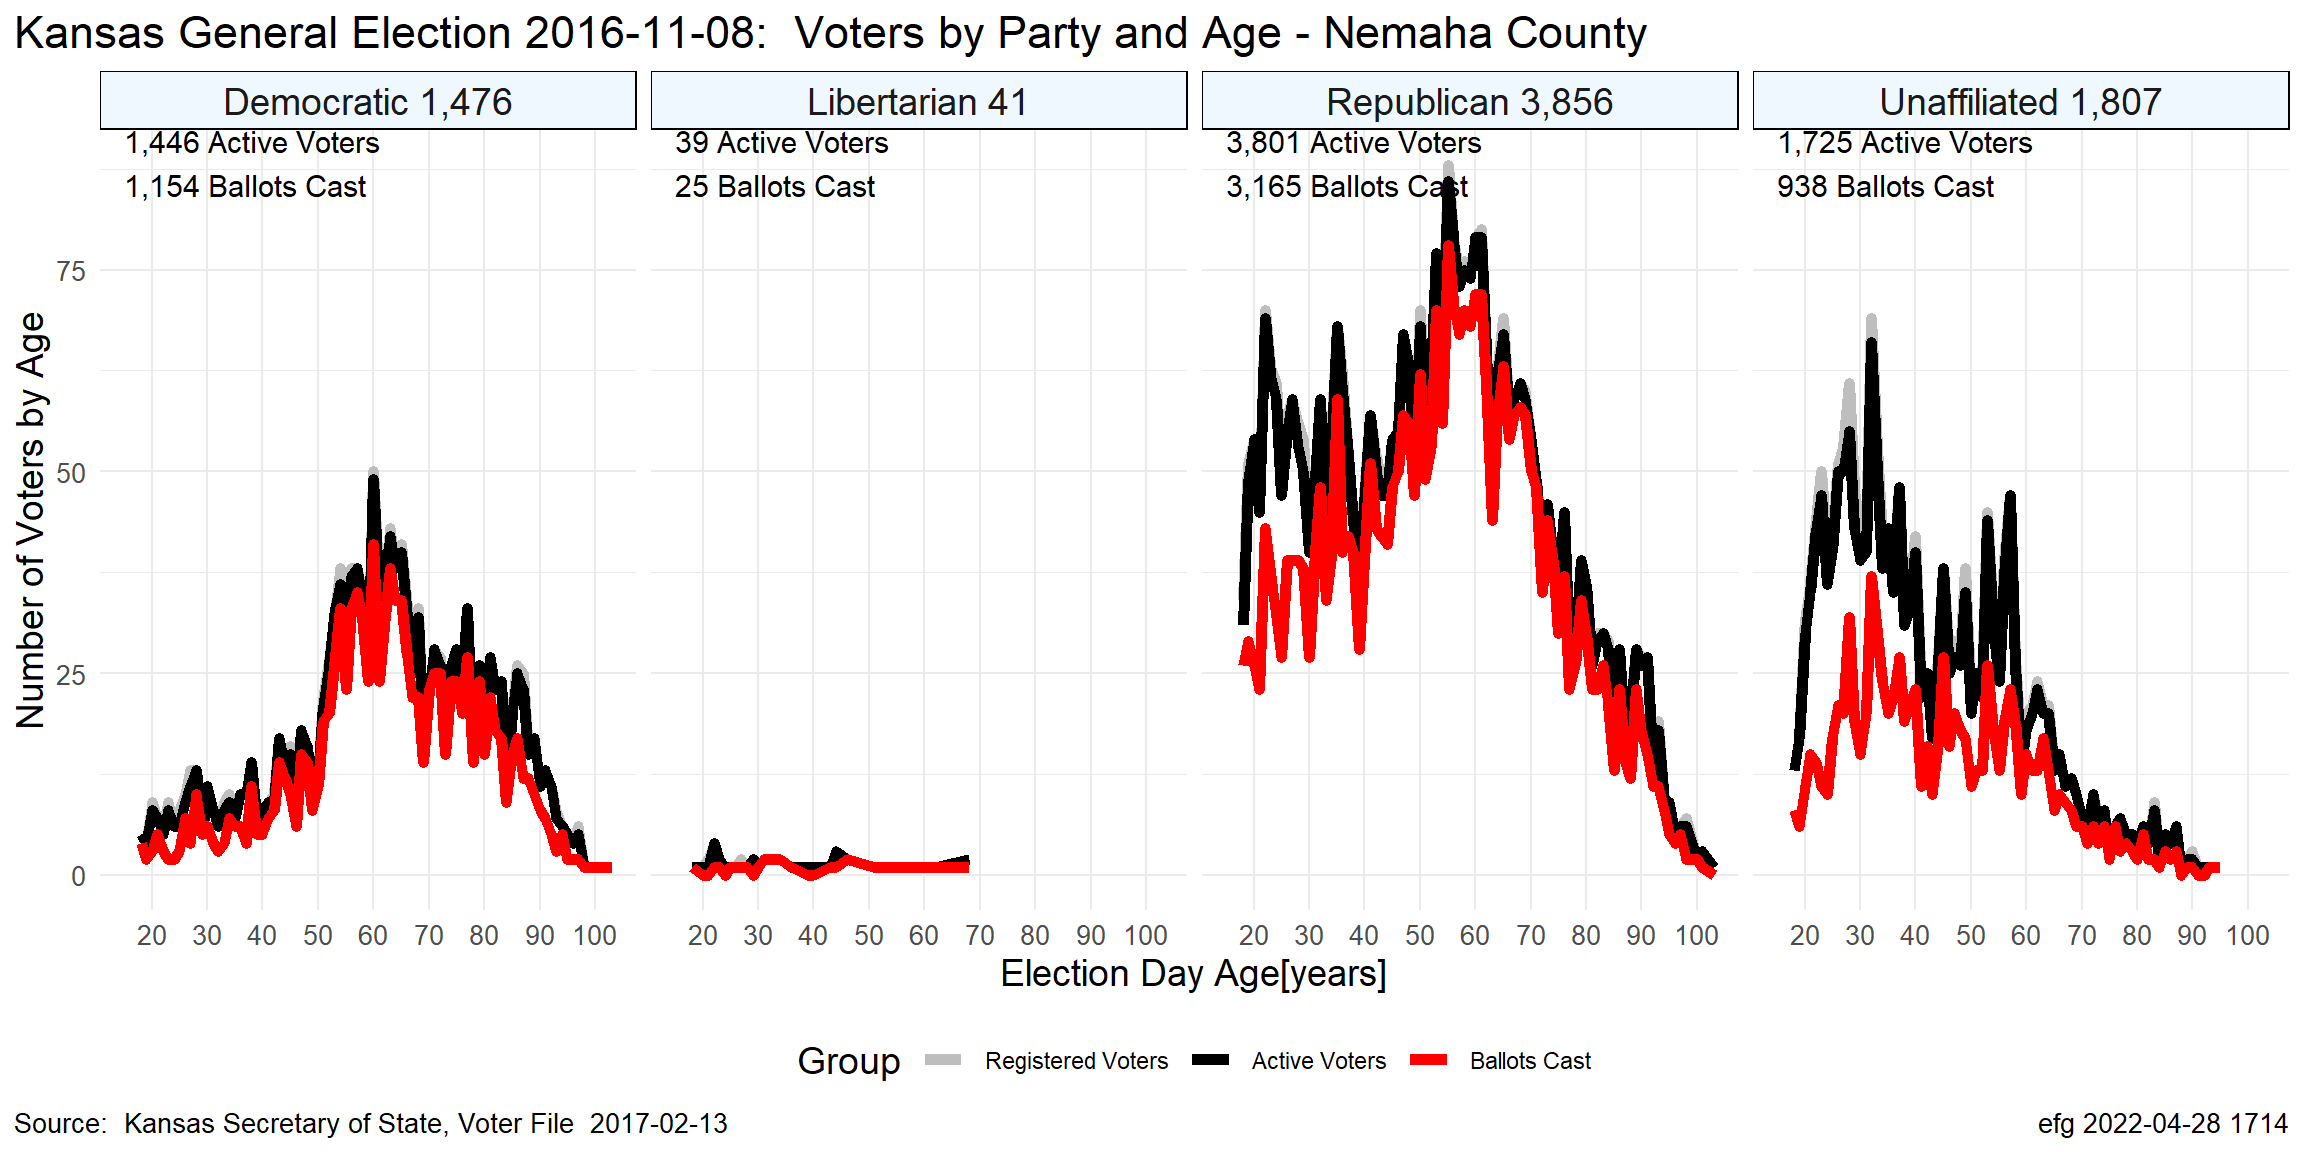 Kansas General Election 2016-11-08:  Voters by Party and Age - Nemaha County
Democratic 1,476
Libertarian 41
Republican 3,856
Unaffiliated 1,807
1,446 Active Voters
1,154 Ballots Cast
39 Active Voters
25 Ballots Cast
3,801 Active Voters
3,165 Ballots Cast
1,725 Active Voters
938 Ballots Cast
Number of Voters by Age
75
50
25
0
20 30 40 50 60 70 80 90 100
20 30 40 50 60 70 80 90 100
20 30 40 50 60 70 80 90 100
20 30 40 50 60 70 80 90 100
Election Day Age[years]
Group Registered Voters Active Voters Ballots Cast
Source:  Kansas Secretary of State, Voter File  2017-02-13
efg 2022-04-28 1714